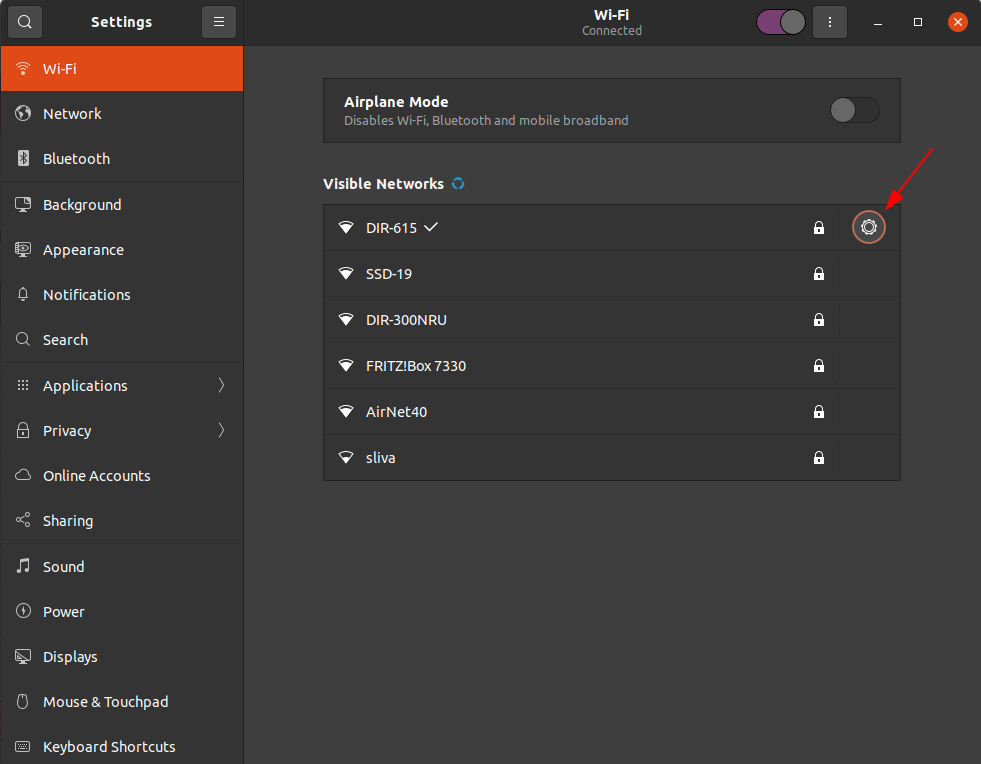 Settings
Wi-Fi
Connected
Wi-Fi
Network
Bluetooth
Background
Appearance
Notifications
Search
Applications
Privacy
Online Accounts
Sharing
Sound
Power
Displays
Mouse & Touchpad
Keyboard Shortcuts
Airplane Mode
Disables Wi-Fi, Bluetooth and mobile broadband
Visible Networks
DIR-615
SSD-19
DIR-300NRU
FRITZ!Box 7330
AirNet40
sliva